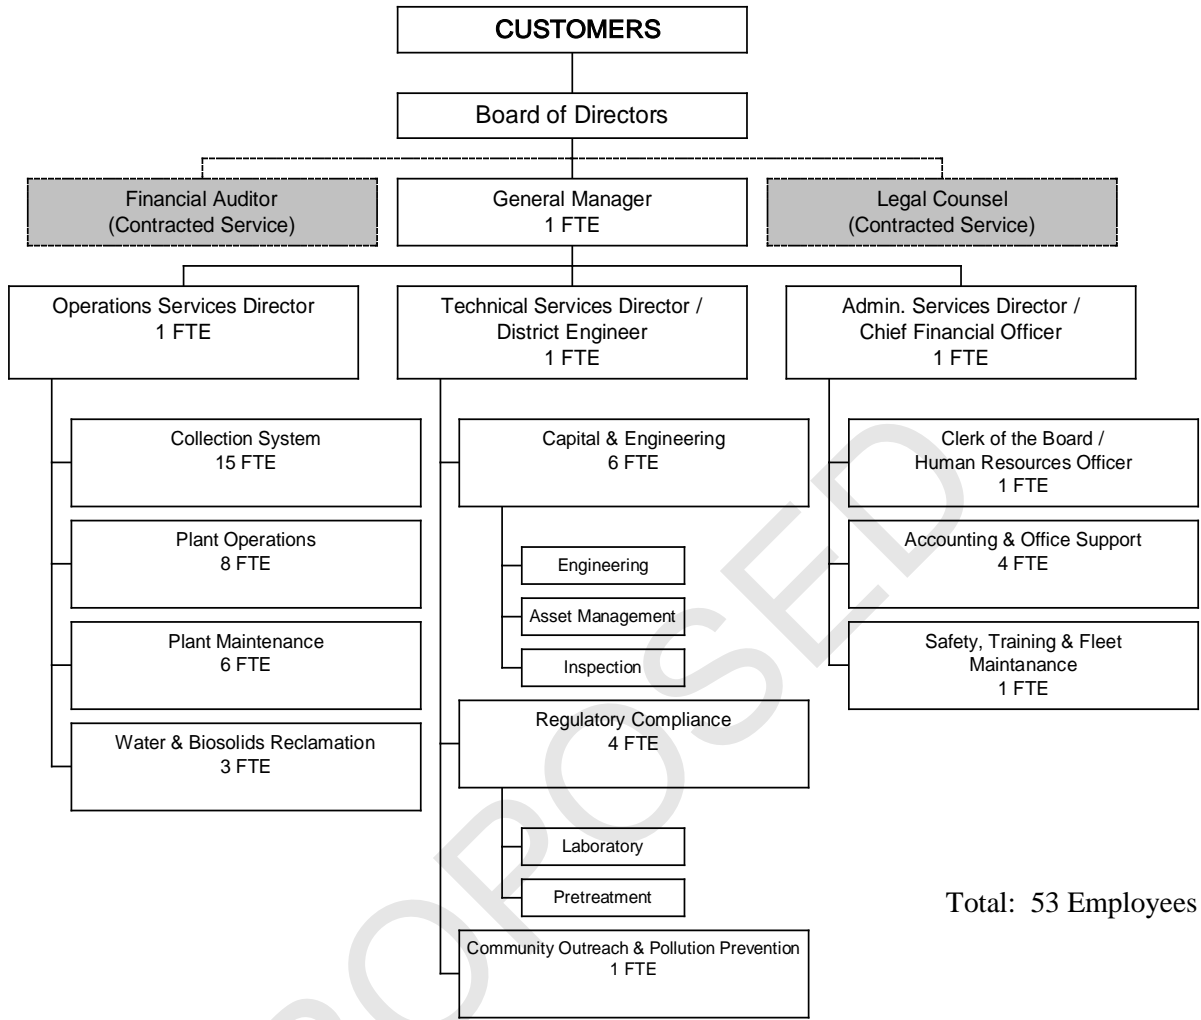 CUSTOMERS
Board of Directors
Financial Auditor
(Contracted Service)
General Manager
1 FTE
Legal Counsel
(Contracted Service)
Operations Services Director
1 FTE
Technical Services Director /
District Engineer
1 FTE
Admin. Services Director /
Chief Financial Officer
1 FTE
Collection System
15 FTE
Plant Operations
8 FTE
Plant Maintenance
6 FTE
Water & Biosolids Reclamation
3 FTE
Capital & Engineering
6 FTE
Engineering
Asset Management
Inspection
Regulatory Compliance
4 FTE
Laboratory
Pretreatment
Community Outreach & Pollution Prevention
1 FTE
Clerk of the Board /
Human Resources Officer
1 FTE
Accounting & Office Support
4 FTE
Safety, Training & Fleet
Maintanance
1 FTE
Total: 53 Employees
OPOSED